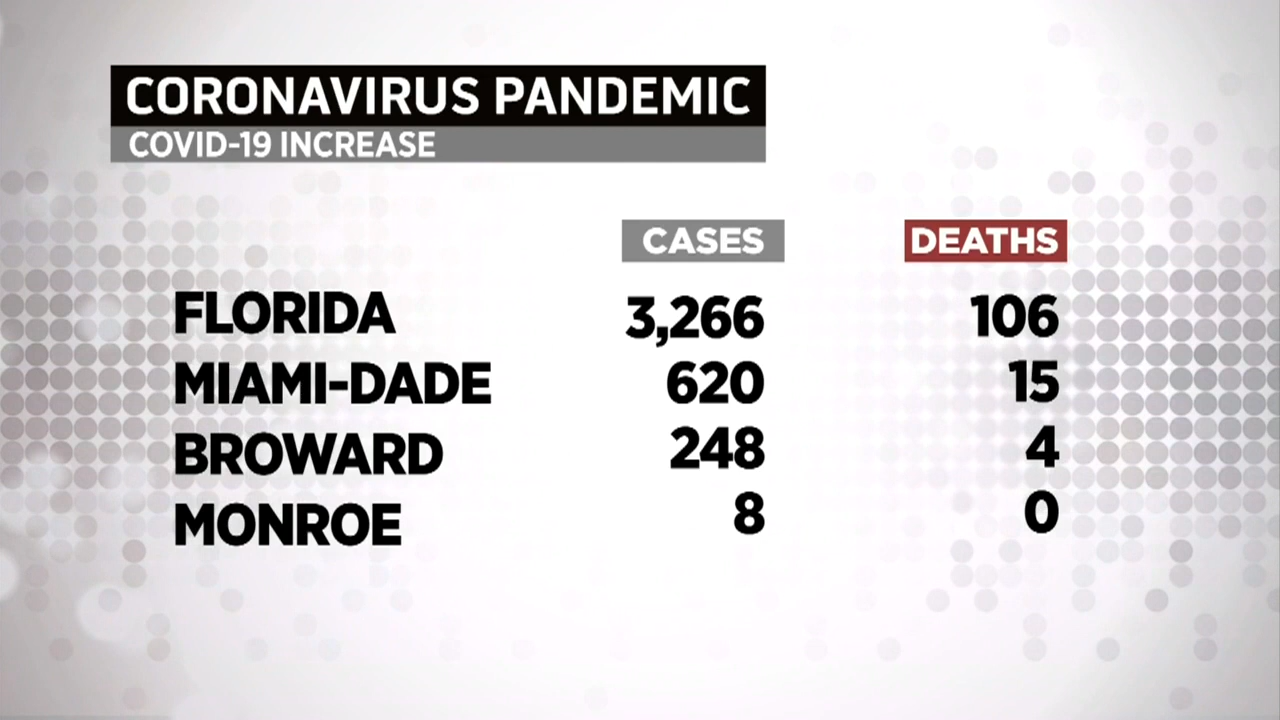 CORONAVIRUS PANDEMIC
COVID-19 INCREASE
CASES DEATHS
FLORIDA 3,266 106
MIAMI-DADE 620 15
BROWARD 248 4
MONROE 8 0